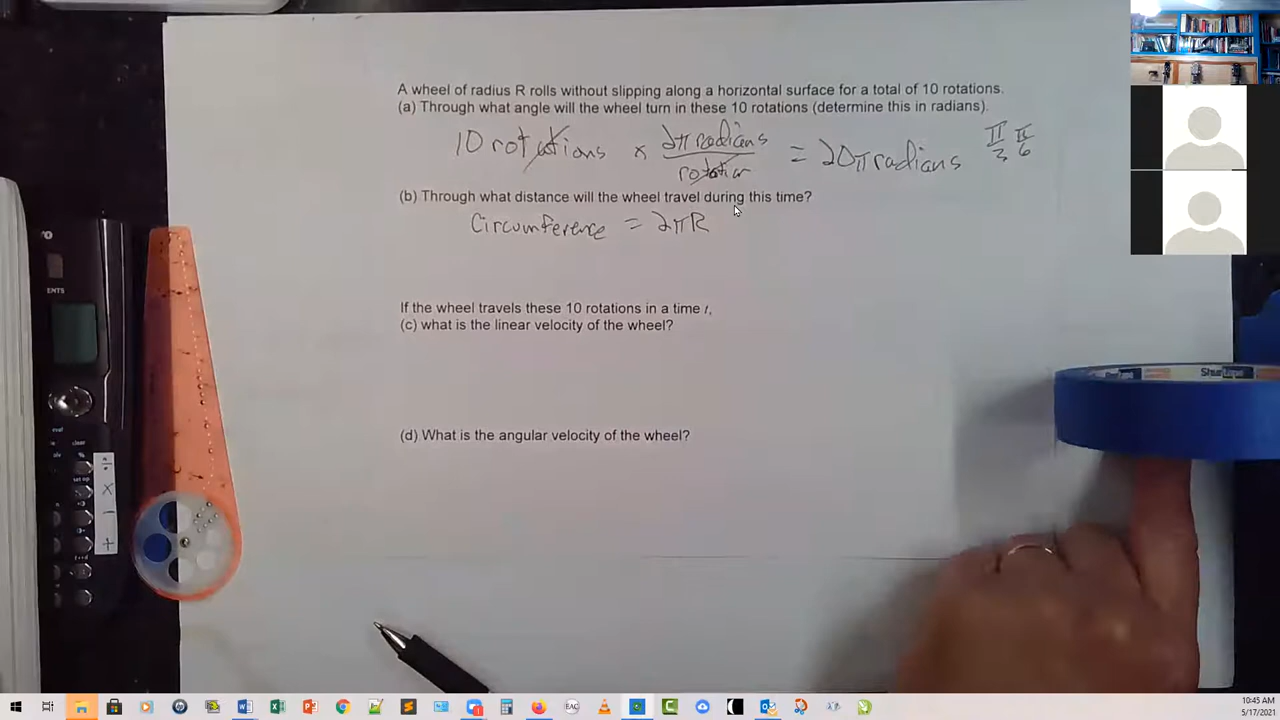 A wheel of radius R rolls without slipping along a horizontal surface for a total of 10 rotations.
(a) Through what angle will the wheel turn in these 10 rotations (determine this in radians).
10 rotations × 2π radians / rotation = 20π radians π/3 π/6
(b) Through what distance will the wheel travel during this time?
Circumference = 2πR
If the wheel travels these 10 rotations in a time t,
(c) what is the linear velocity of the wheel?
(d) What is the angular velocity of the wheel?
ENTS
clear
%
×
−
+
EAC
10:45 AM
5/17/2021